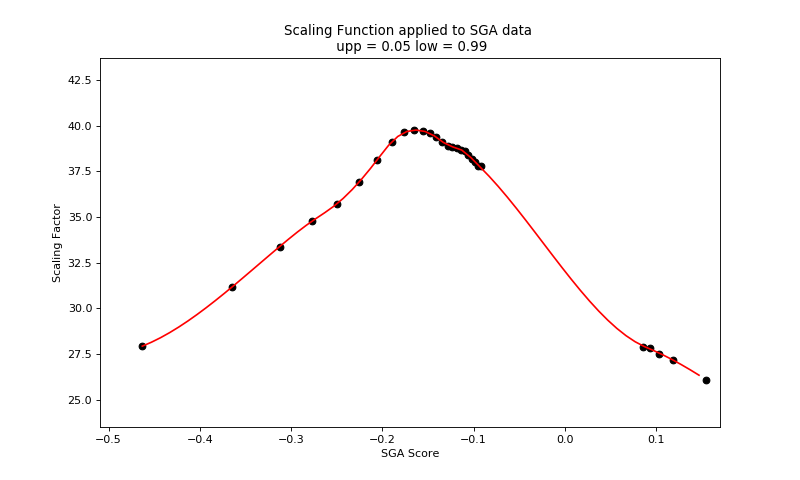 Scaling Function applied to SGA data
upp = 0.05 low = 0.99
42.5
40.0
37.5
35.0
32.5
30.0
27.5
25.0
Scaling Factor
−0.5 −0.4 −0.3 −0.2 −0.1 0.0 0.1
SGA Score